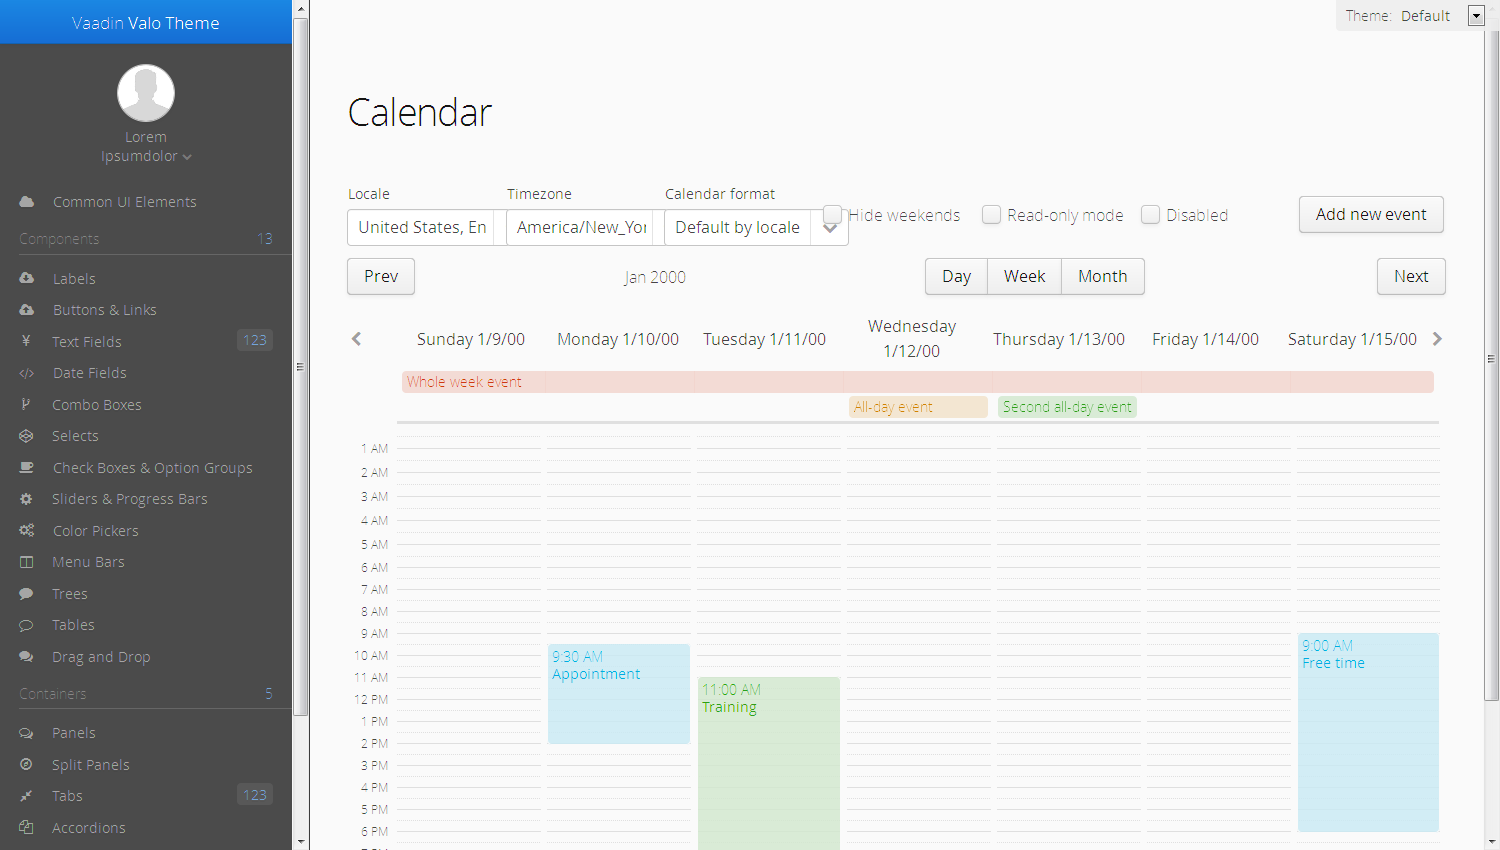 Vaadin Valo Theme
Lorem
Ipsumdolor
Common UI Elements
Components 13
Labels
Buttons & Links
Text Fields 123
Date Fields
Combo Boxes
Selects
Check Boxes & Option Groups
Sliders & Progress Bars
Color Pickers
Menu Bars
Trees
Tables
Drag and Drop
Containers 5
Panels
Split Panels
Tabs 123
Accordions
Theme: Default
Calendar
Locale Timezone Calendar format
United States, En America/New_Yor Default by locale Hide weekends Read-only mode Disabled Add new event
Prev Jan 2000 Day Week Month Next
Sunday 1/9/00 Monday 1/10/00 Tuesday 1/11/00 Wednesday 1/12/00 Thursday 1/13/00 Friday 1/14/00 Saturday 1/15/00
Whole week event
All-day event Second all-day event
1 AM
2 AM
3 AM
4 AM
5 AM
6 AM
7 AM
8 AM
9 AM
10 AM
11 AM
12 PM
1 PM
2 PM
3 PM
4 PM
5 PM
6 PM
9:30 AM
Appointment
11:00 AM
Training
9:00 AM
Free time